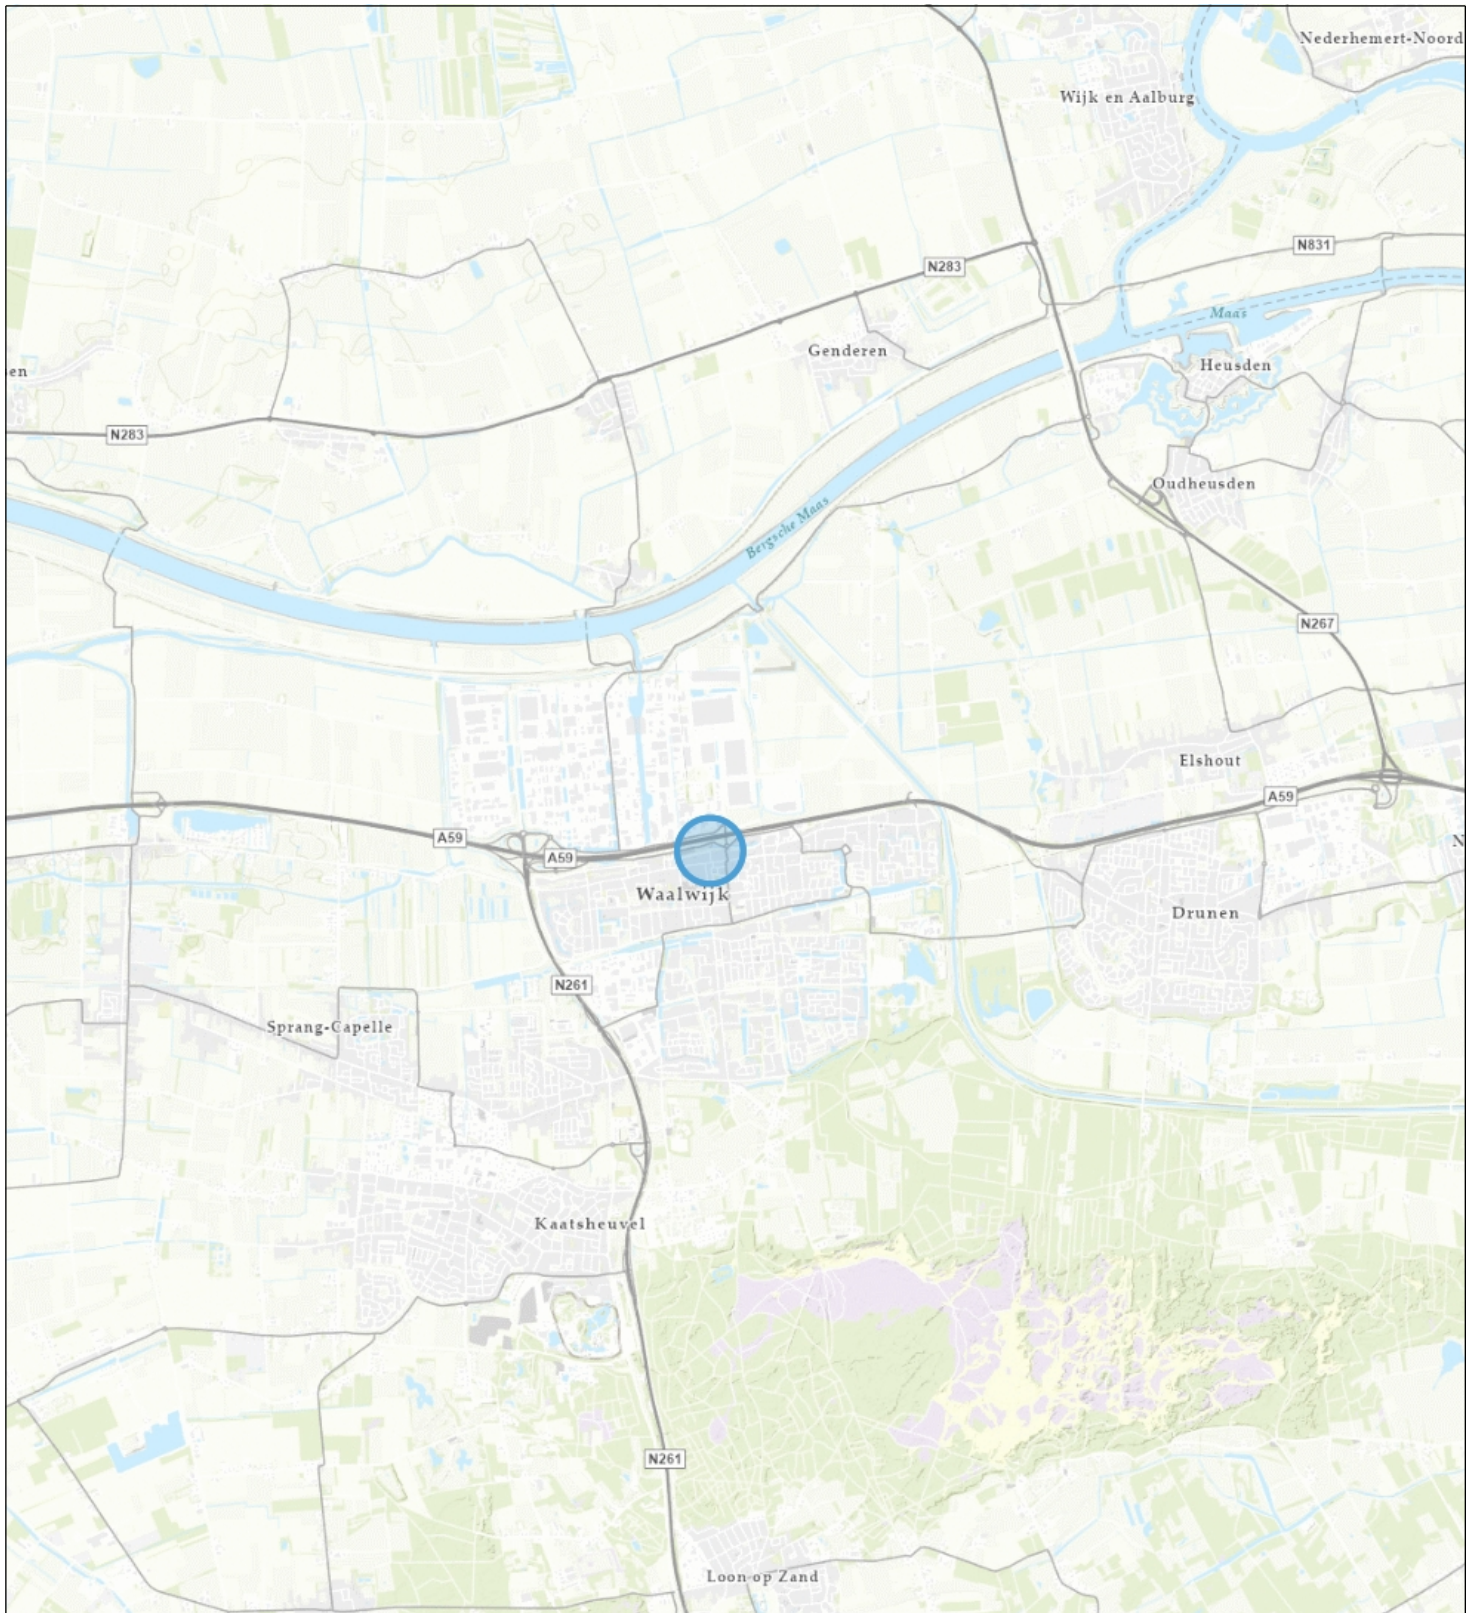 Nederhemert-Noord
Wijk en Aalburg
N831
N283
Maas
Genderen
Heusden
en
N283
Oudheusden
Bergsche Maas
N267
Elshout
A59
A59
A59
N
Waalwijk
Drunen
N261
Sprang-Capelle
Kaatsheuvel
N261
Loon op Zand